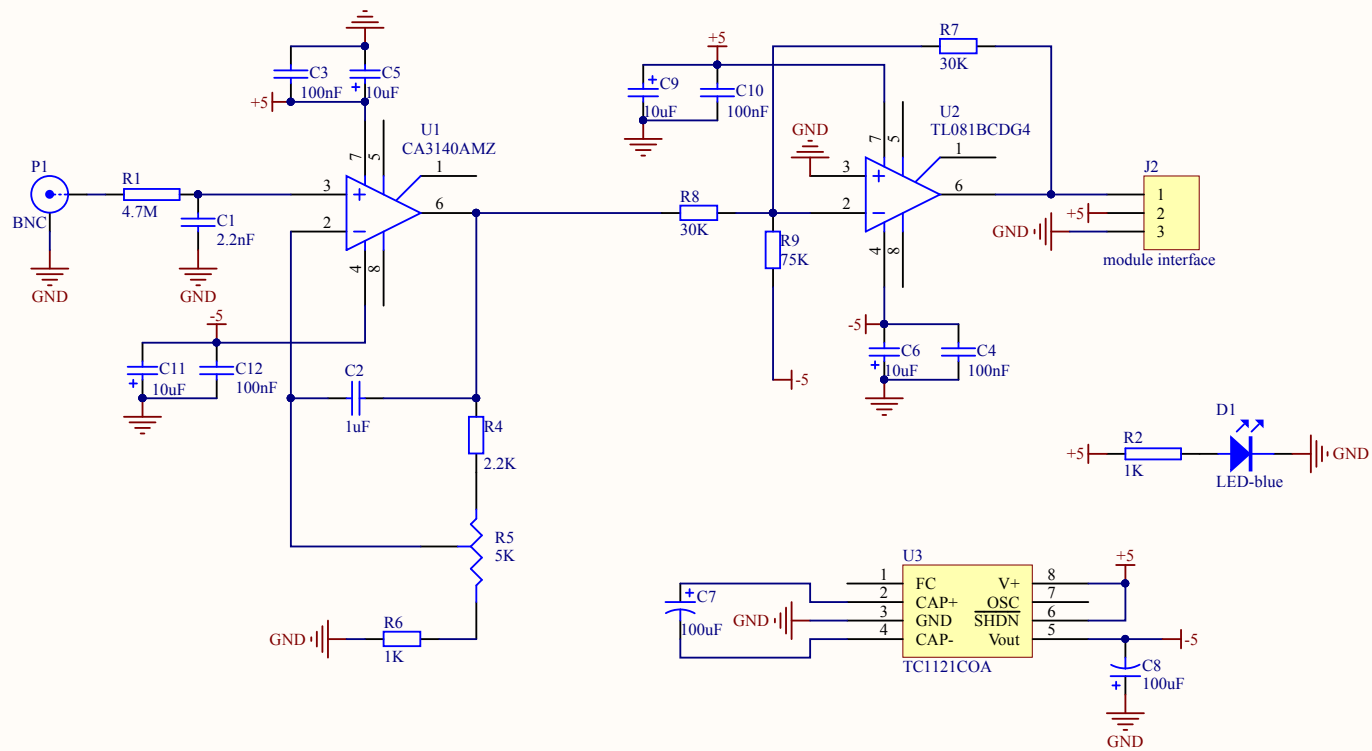 R7
30K
C3
100nF
C5
10uF
+5
+5
C9
10uF
C10
100nF
U1
CA3140AMZ
U2
TL081BCDG4
GND
7
5
1
3
2
6
4
8
7
5
1
3
2
6
4
8
P1
BNC
R1
4.7M
C1
2.2nF
GND
GND
R8
30K
R9
75K
-5
J2
1
2
3
+5
GND
module interface
-5
C11
10uF
C12
100nF
-5
C6
10uF
C4
100nF
C2
1uF
R4
2.2K
R5
5K
R6
1K
GND
D1
+5
R2
1K
LED-blue
GND
U3
+5
1
2
3
4
FC
CAP+
GND
CAP-
V+
OSC
SHDN
Vout
8
7
6
5
TC1121COA
C7
100uF
GND
-5
C8
100uF
GND